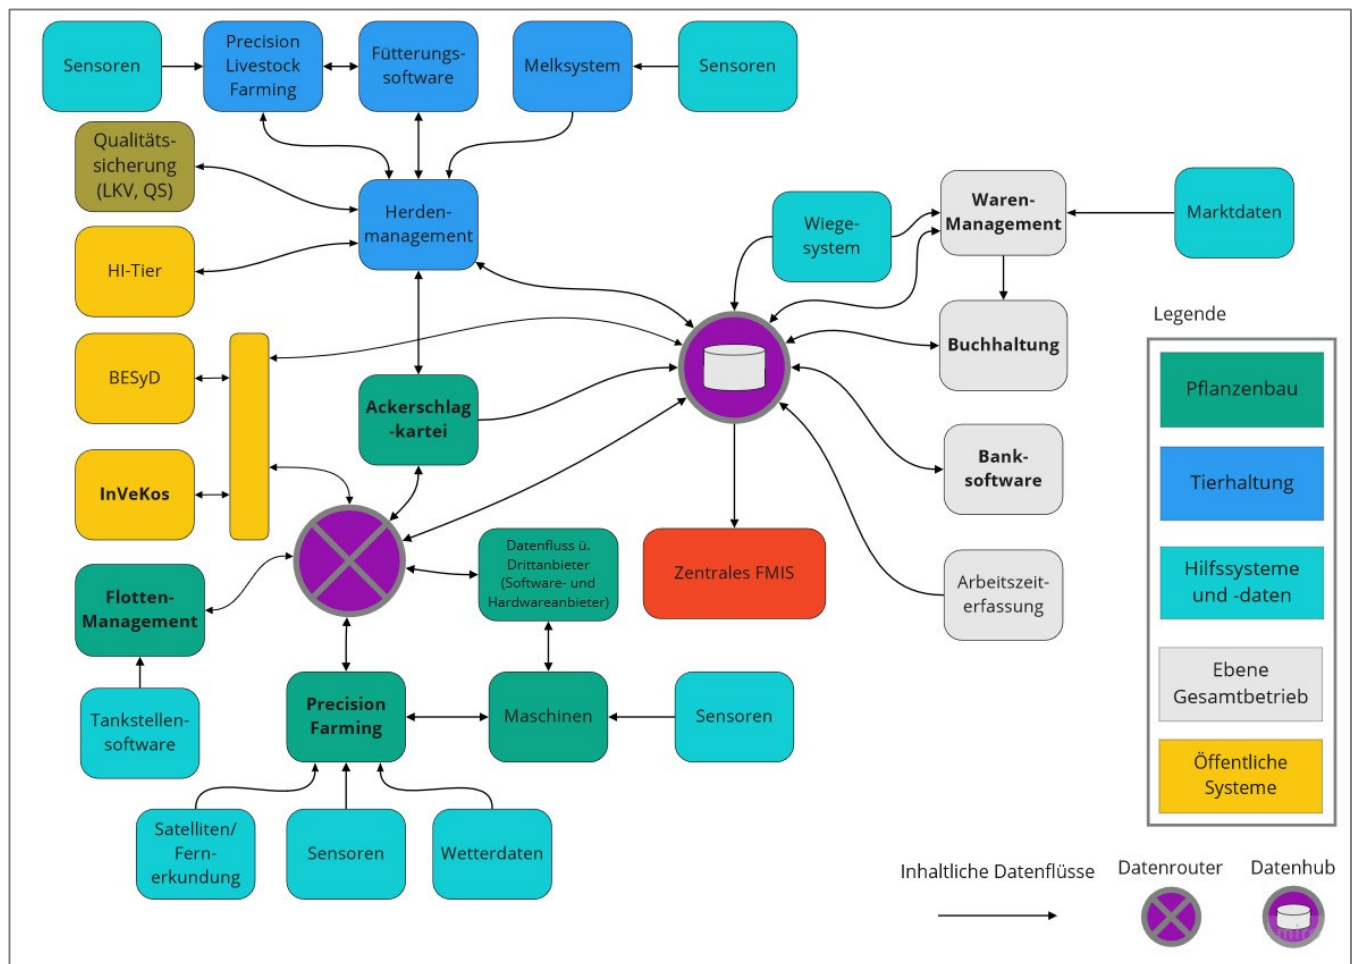 Sensoren
Precision
Livestock
Farming
Fütterungs-
software
Melksystem
Sensoren
Qualitäts-
sicherung
(LKV, QS)
Herden-
management
Wiege-
system
Waren-
Management
Marktdaten
HI-Tier
BESyD
InVeKos
Ackerschlag
-kartei
Buchhaltung
Bank-
software
Arbeitszeit-
erfassung
Zentrales FMIS
Datenfluss ü.
Drittanbieter
(Software- und
Hardwareanbieter)
Flotten-
Management
Tankstellen-
software
Precision
Farming
Maschinen
Sensoren
Satelliten/
Fern-
erkundung
Sensoren
Wetterdaten
Legende
Pflanzenbau
Tierhaltung
Hilfssysteme
und -daten
Ebene
Gesamtbetrieb
Öffentliche
Systeme
Inhaltliche Datenflüsse
Datenrouter
Datenhub
miro